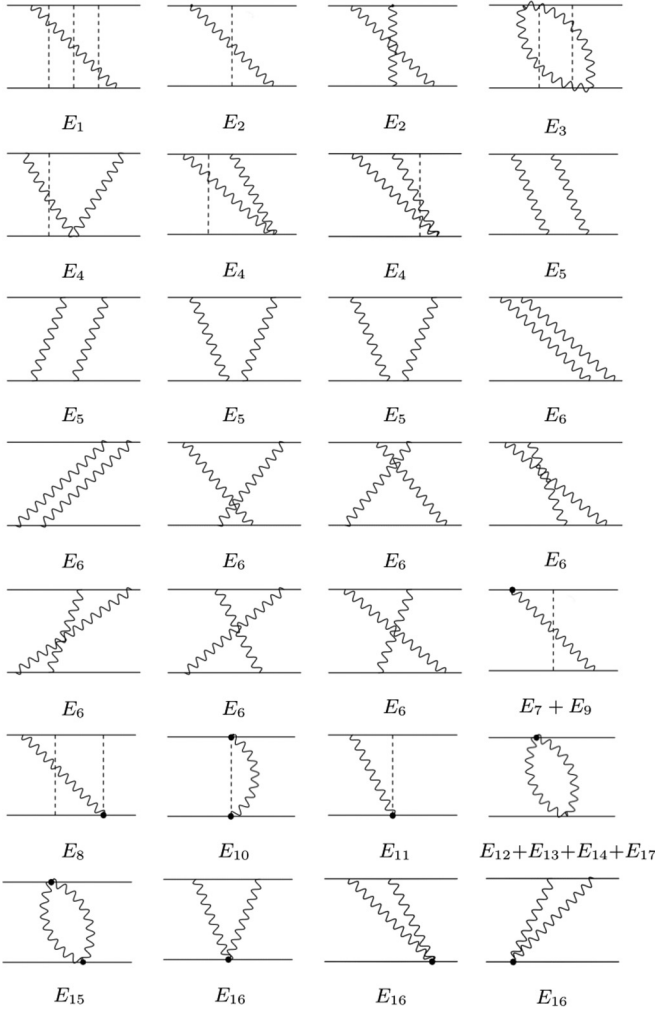 E₁ E₂ E₂ E₃
E₄ E₄ E₄ E₅
E₅ E₅ E₅ E₆
E₆ E₆ E₆ E₆
E₆ E₆ E₆ E₇ + E₉
E₈ E₁₀ E₁₁ E₁₂+E₁₃+E₁₄+E₁₇
E₁₅ E₁₆ E₁₆ E₁₆